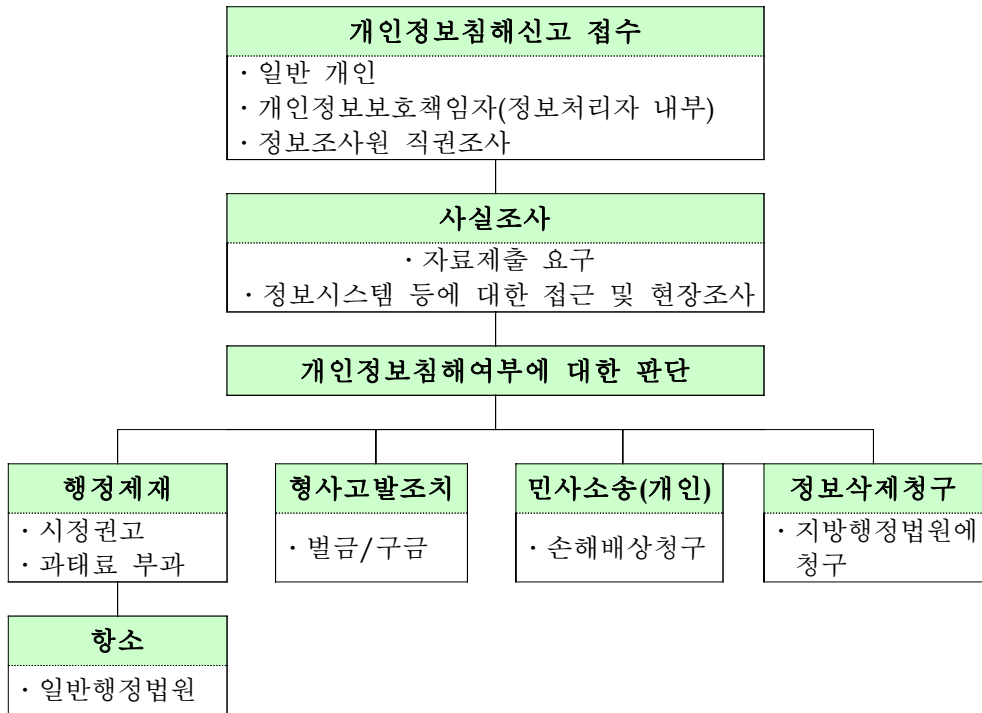 개인정보침해신고 접수
· 일반 개인
· 개인정보보호책임자(정보처리자 내부)
· 정보조사원 직권조사
사실조사
· 자료제출 요구
· 정보시스템 등에 대한 접근 및 현장조사
개인정보침해여부에 대한 판단
행정제재
· 시정권고
· 과태료 부과
형사고발조치
· 벌금/구금
민사소송(개인)
· 손해배상청구
정보삭제청구
· 지방행정법원에
청구
항소
· 일반행정법원